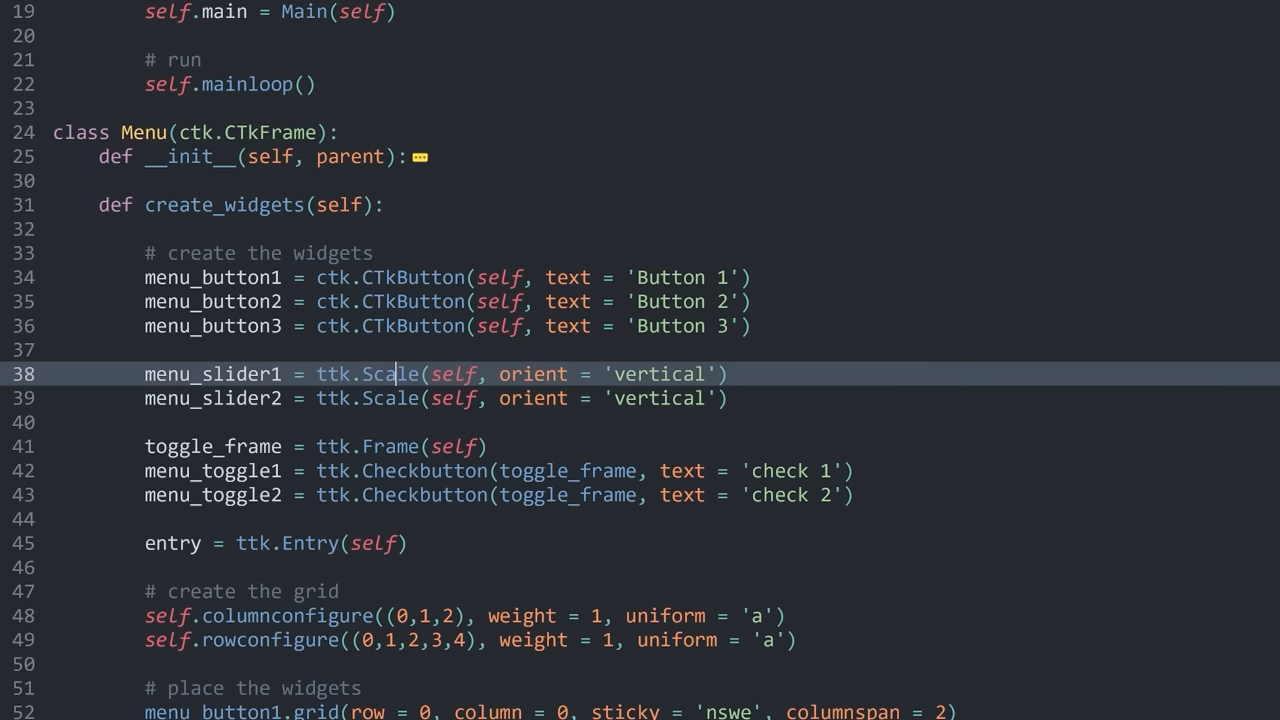 19 self.main = Main(self)
20
21 # run
22 self.mainloop()
23
24 class Menu(ctk.CTkFrame):
25 def __init__(self, parent):
30
31 def create_widgets(self):
32
33 # create the widgets
34 menu_button1 = ctk.CTkButton(self, text = 'Button 1')
35 menu_button2 = ctk.CTkButton(self, text = 'Button 2')
36 menu_button3 = ctk.CTkButton(self, text = 'Button 3')
37
38 menu_slider1 = ttk.Scale(self, orient = 'vertical')
39 menu_slider2 = ttk.Scale(self, orient = 'vertical')
40
41 toggle_frame = ttk.Frame(self)
42 menu_toggle1 = ttk.Checkbutton(toggle_frame, text = 'check 1')
43 menu_toggle2 = ttk.Checkbutton(toggle_frame, text = 'check 2')
44
45 entry = ttk.Entry(self)
46
47 # create the grid
48 self.columnconfigure((0,1,2), weight = 1, uniform = 'a')
49 self.rowconfigure((0,1,2,3,4), weight = 1, uniform = 'a')
50
51 # place the widgets
52 menu_button1.grid(row = 0, column = 0, sticky = 'nswe', columnspan = 2)